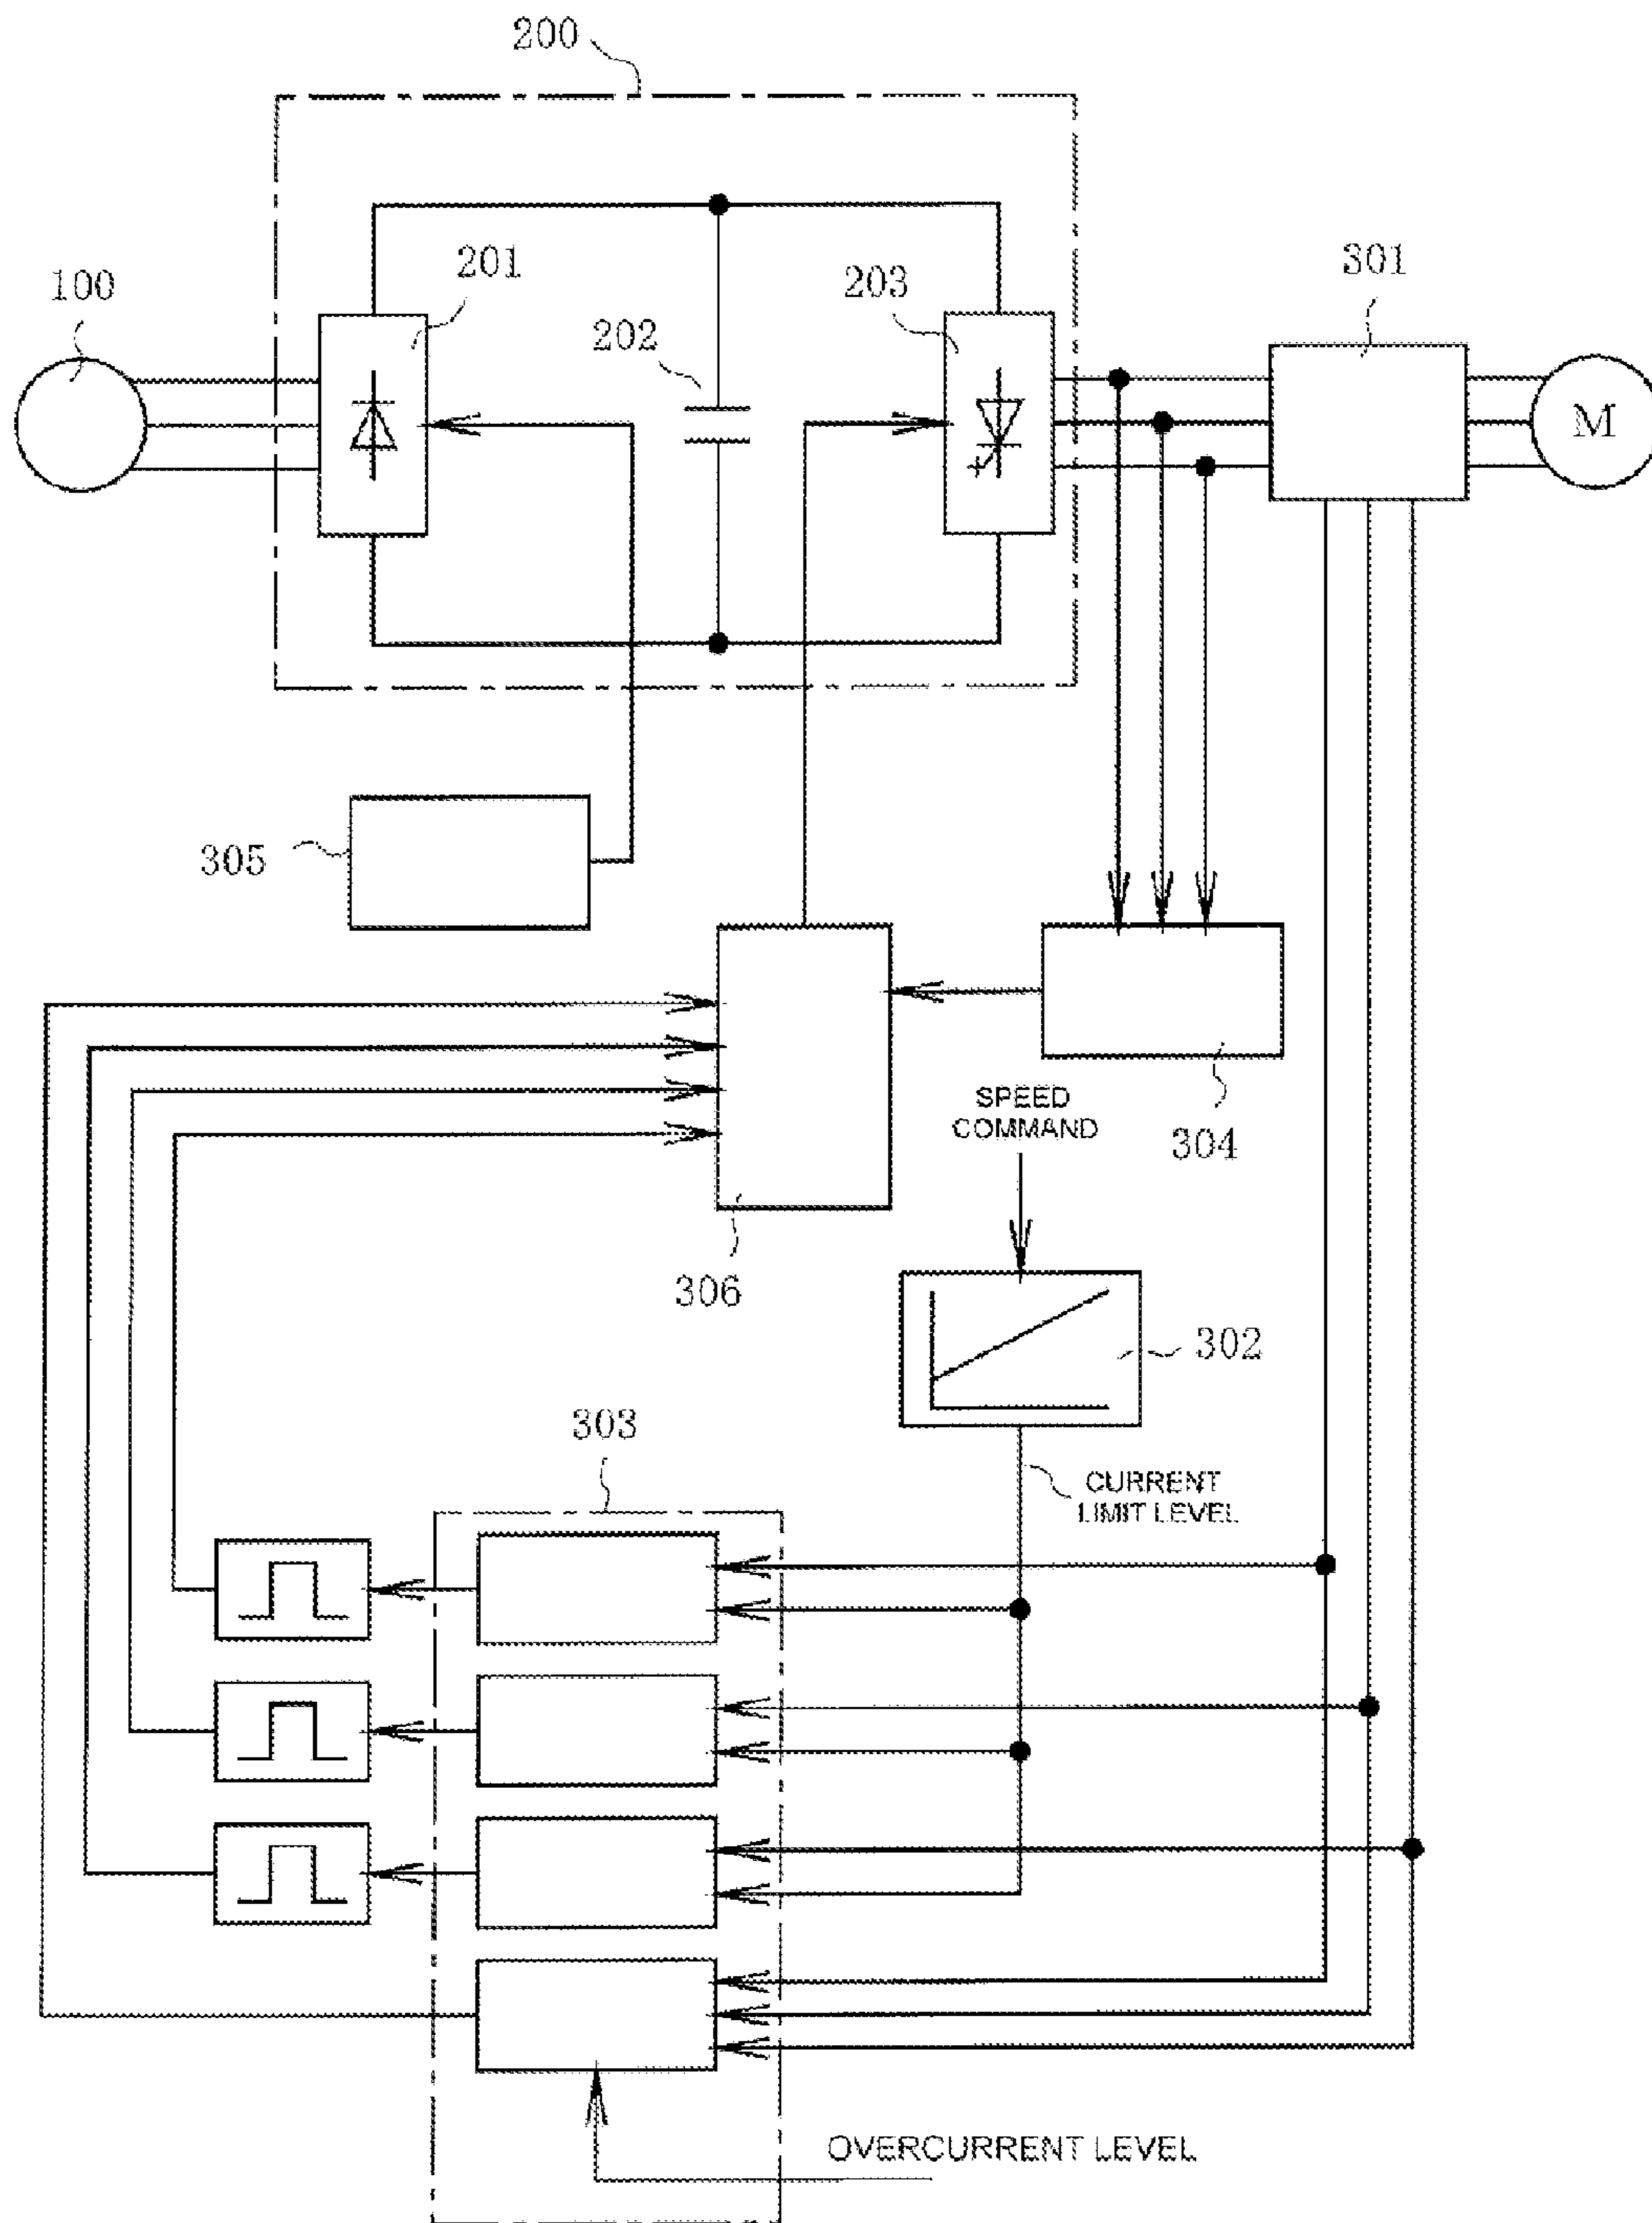 200
100
201
202
203
301
M
305
304
SPEED
COMMAND
306
302
303
CURRENT
LIMIT LEVEL
OVERCURRENT LEVEL